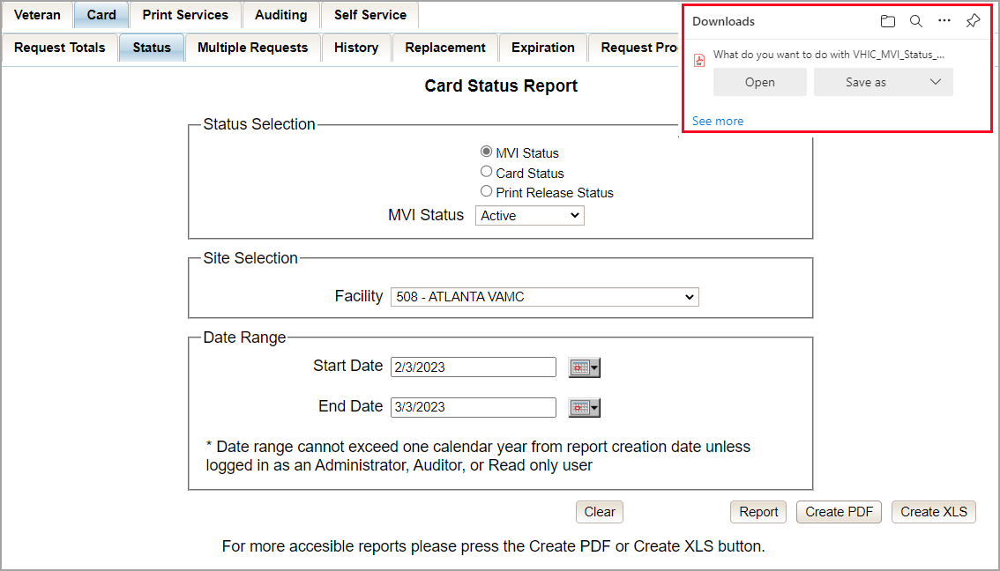 Veteran Card Print Services Auditing Self Service
Request Totals Status Multiple Requests History Replacement Expiration Request Pro
Downloads
What do you want to do with VHIC_MVI_Status_...
Open Save as
See more
Card Status Report
Status Selection
MVI Status
Card Status
Print Release Status
MVI Status Active
Site Selection
Facility 508 - ATLANTA VAMC
Date Range
Start Date 2/3/2023
End Date 3/3/2023
* Date range cannot exceed one calendar year from report creation date unless
logged in as an Administrator, Auditor, or Read only user
Clear Report Create PDF Create XLS
For more accesible reports please press the Create PDF or Create XLS button.